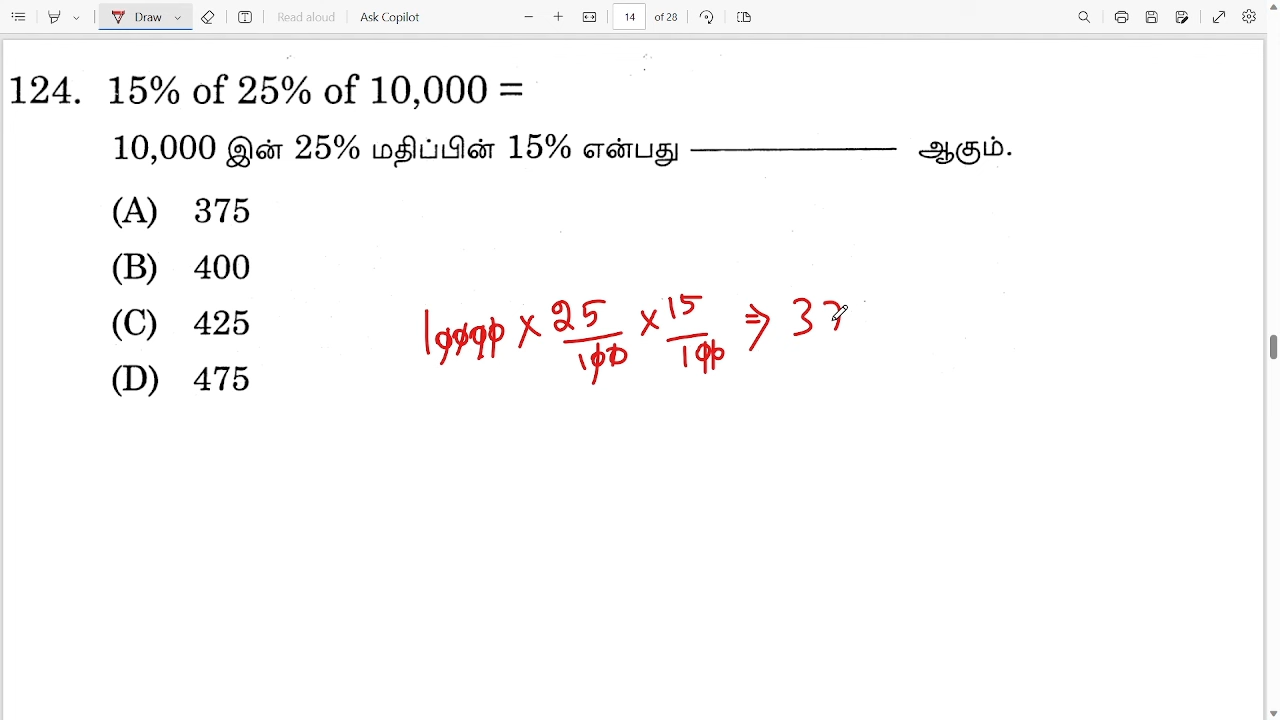 Draw
Read aloud
Ask Copilot
14 of 28
124. 15% of 25% of 10,000 =
10,000 இன் 25% மதிப்பின் 15% என்பது ————— ஆகும்.
(A) 375
(B) 400
(C) 425
(D) 475
10000 × 25/100 × 15/100 ⇒ 37